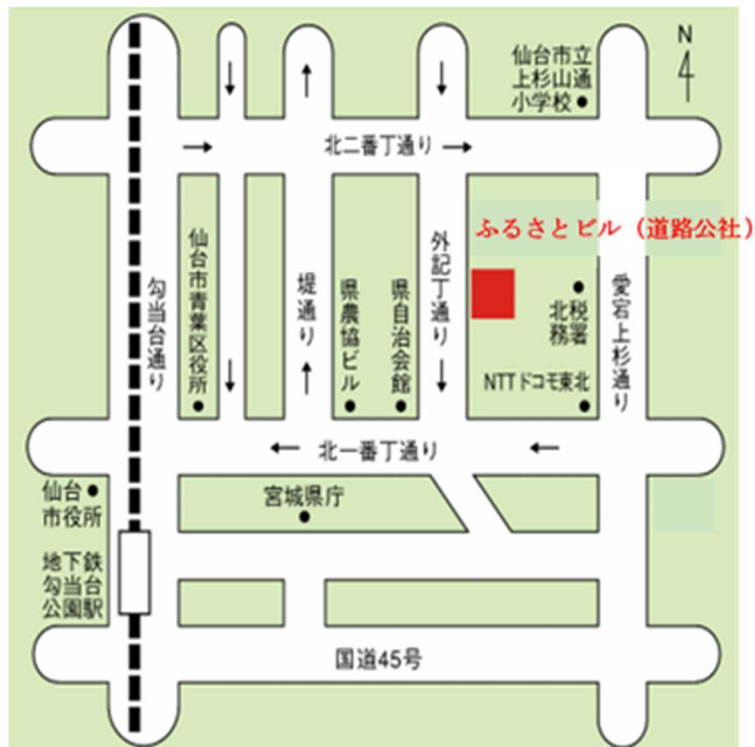 仙台市立
上杉山通
小学校
N
北二番丁通り
ふるさとビル（道路公社）
勾当台通り
仙台市青葉区役所
堤通り
県農協ビル
県自治会館
外記丁通り
北税務署
愛宕上杉通り
NTTドコモ東北
北一番丁通り
仙台
市役所
宮城県庁
地下鉄
勾当台
公園駅
国道45号